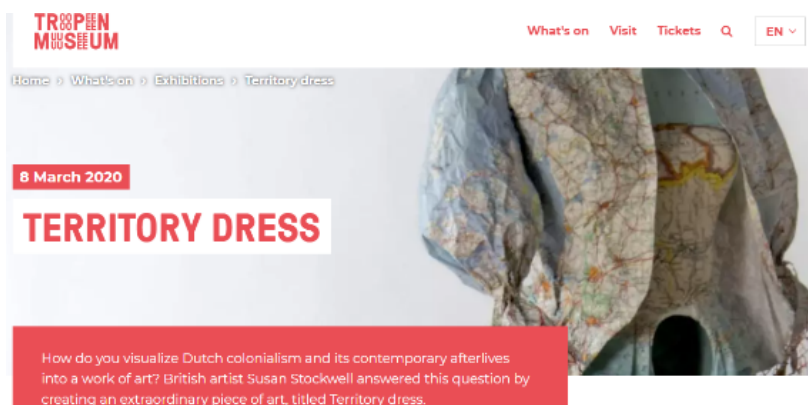 TROPEN
MUSEUM
What's on Visit Tickets EN
Home > What's on > Exhibitions > Territory dress
8 March 2020
TERRITORY DRESS
How do you visualize Dutch colonialism and its contemporary afterlives
into a work of art? British artist Susan Stockwell answered this question by
creating an extraordinary piece of art, titled Territory dress.